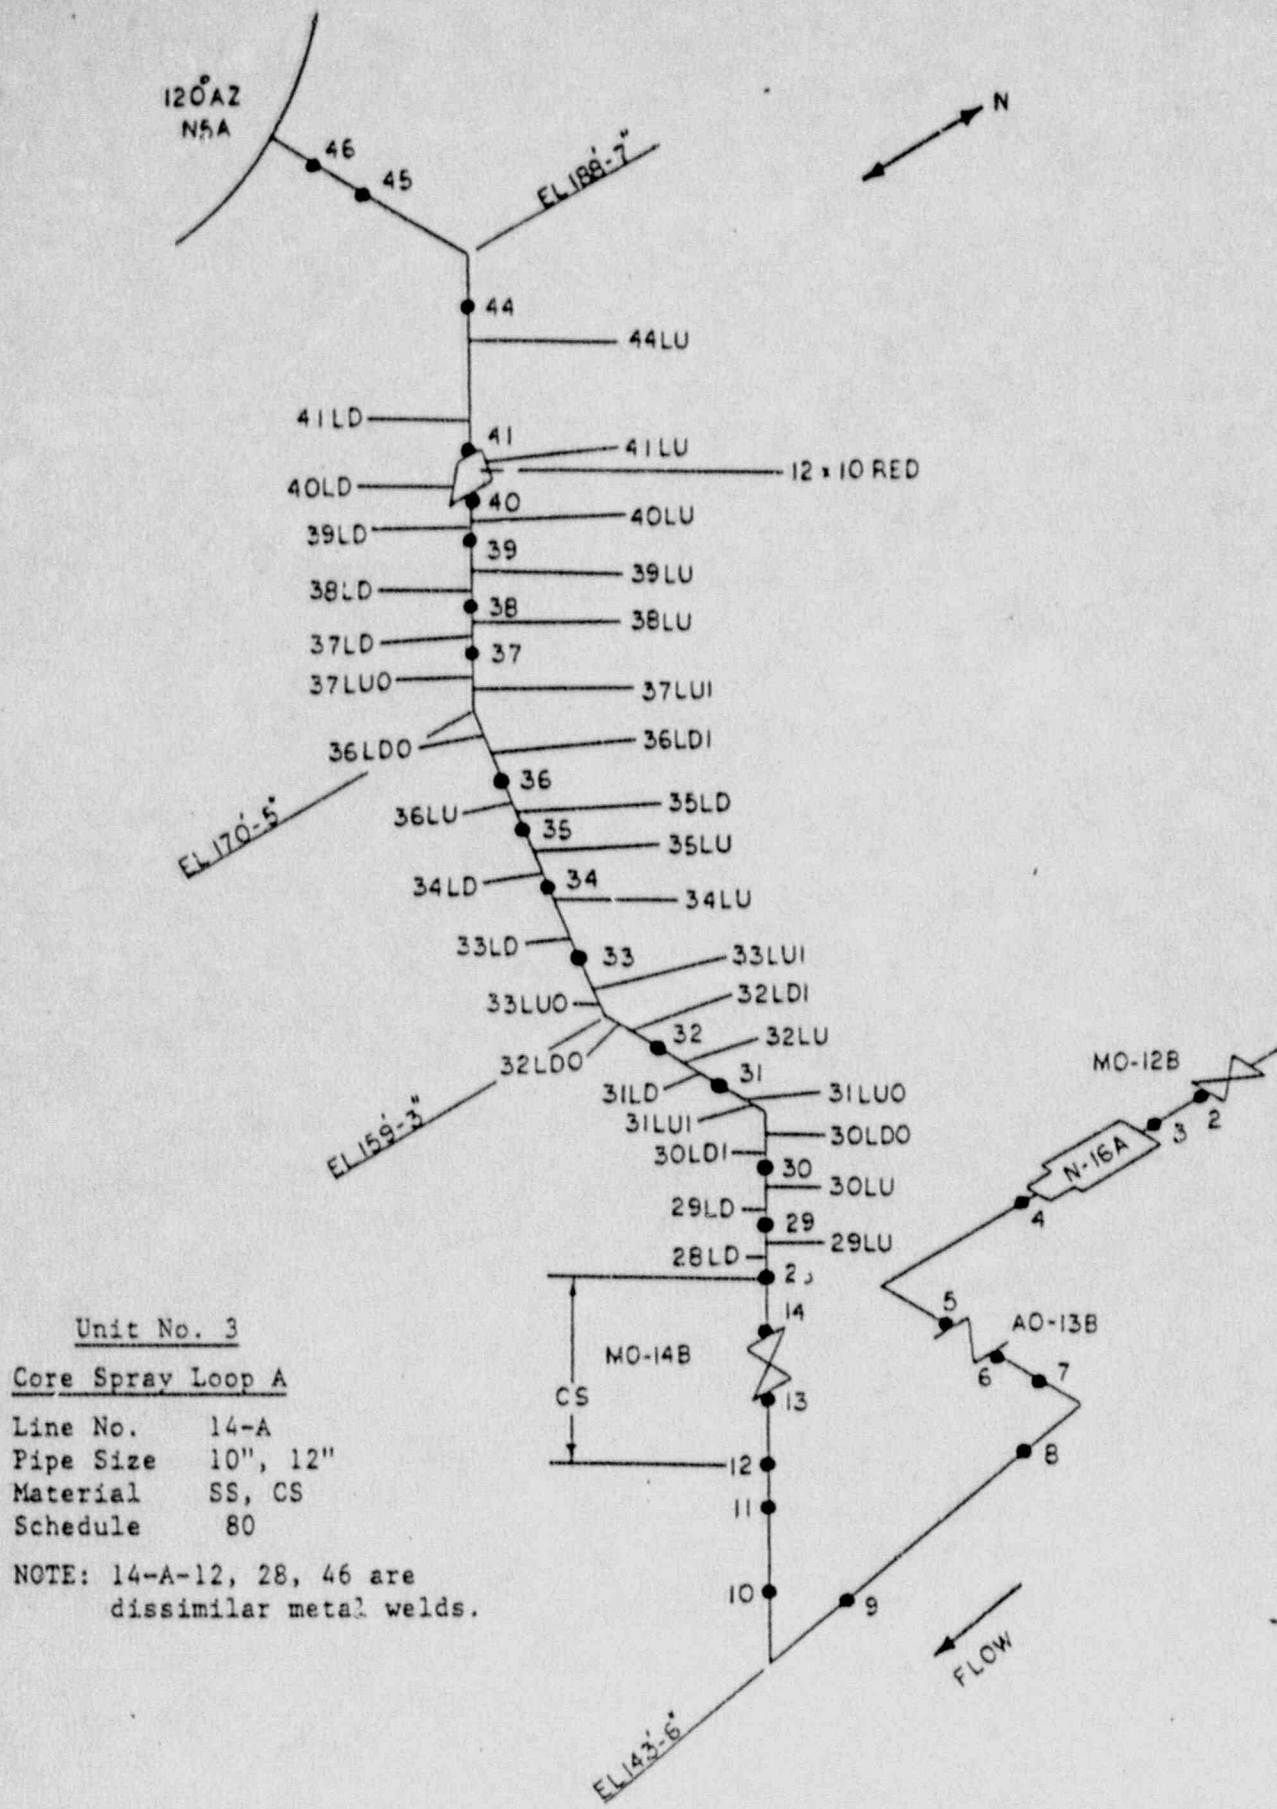 120°AZ
N5A
46
45
EL 188'-7"
N
44
44LU
41LD
41
41LU
12 x 10 RED
40LD
40
40LU
39LD
39
39LU
38LD
38
38LU
37LD
37
37LUO
37LUI
36LDO
36LDI
36
EL 170'-5"
36LU
35LD
35
35LU
34LD
34
34LU
33LD
33
33LUI
33LUO
32LDI
32
32LU
32LDO
31LD
31
31LUO
31LUI
EL 159'-3"
30LDO
30LDI
30
30LU
29LD
29
29LU
28LD
MO-12B
2
3
N-16A
4
5
AO-13B
6
7
8
14
MO-14B
13
CS
12
11
10
9
FLOW
EL 143'-6"
Unit No. 3
Core Spray Loop A
Line No. 14-A
Pipe Size 10", 12"
Material SS, CS
Schedule 80
NOTE: 14-A-12, 28, 46 are
dissimilar metal welds.